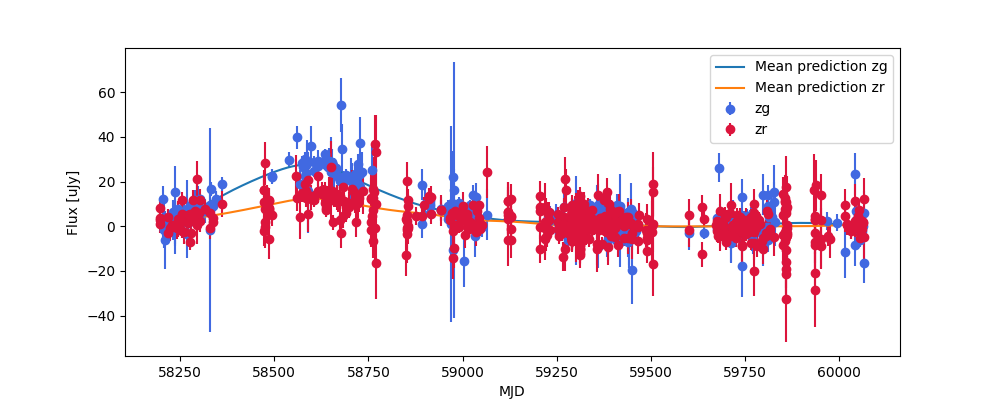 Mean prediction zg
Mean prediction zr
zg
zr
Flux [uJy]
60
40
20
0
−20
−40
58250
58500
58750
59000
59250
59500
59750
60000
MJD